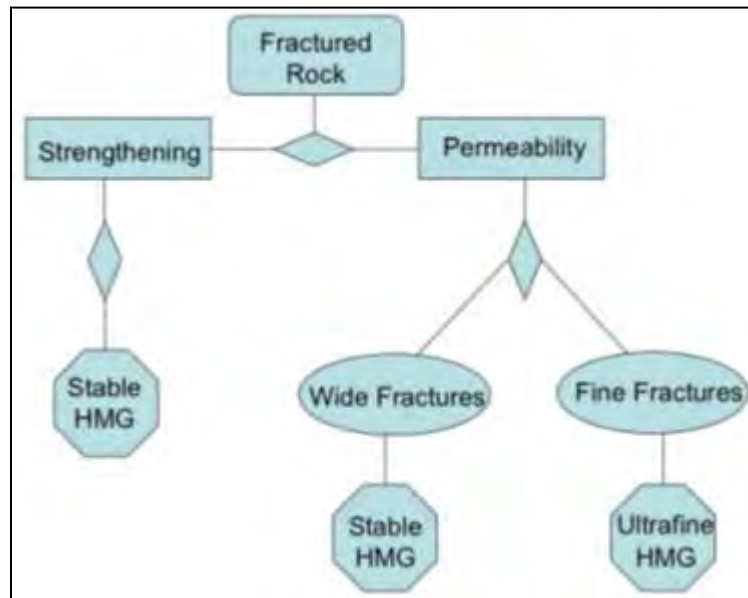 Fractured
Rock
Strengthening
Permeability
Stable
HMG
Wide Fractures
Fine Fractures
Stable
HMG
Ultrafine
HMG